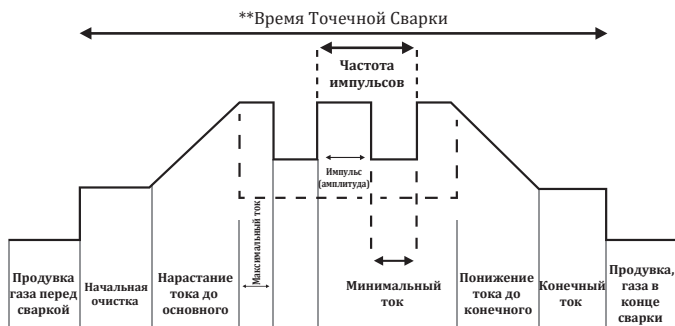 **Время Точечной Сварки
Частота
импульсов
Импульс
(амплитуда)
Продувка
газа перед
сваркой
Начальная
очистка
Нарастание
тока до
основного
Максимальный ток
Минимальный
ток
Понижение
тока до
конечного
Конечный
ток
Продувка,
газа в
конце
сварки